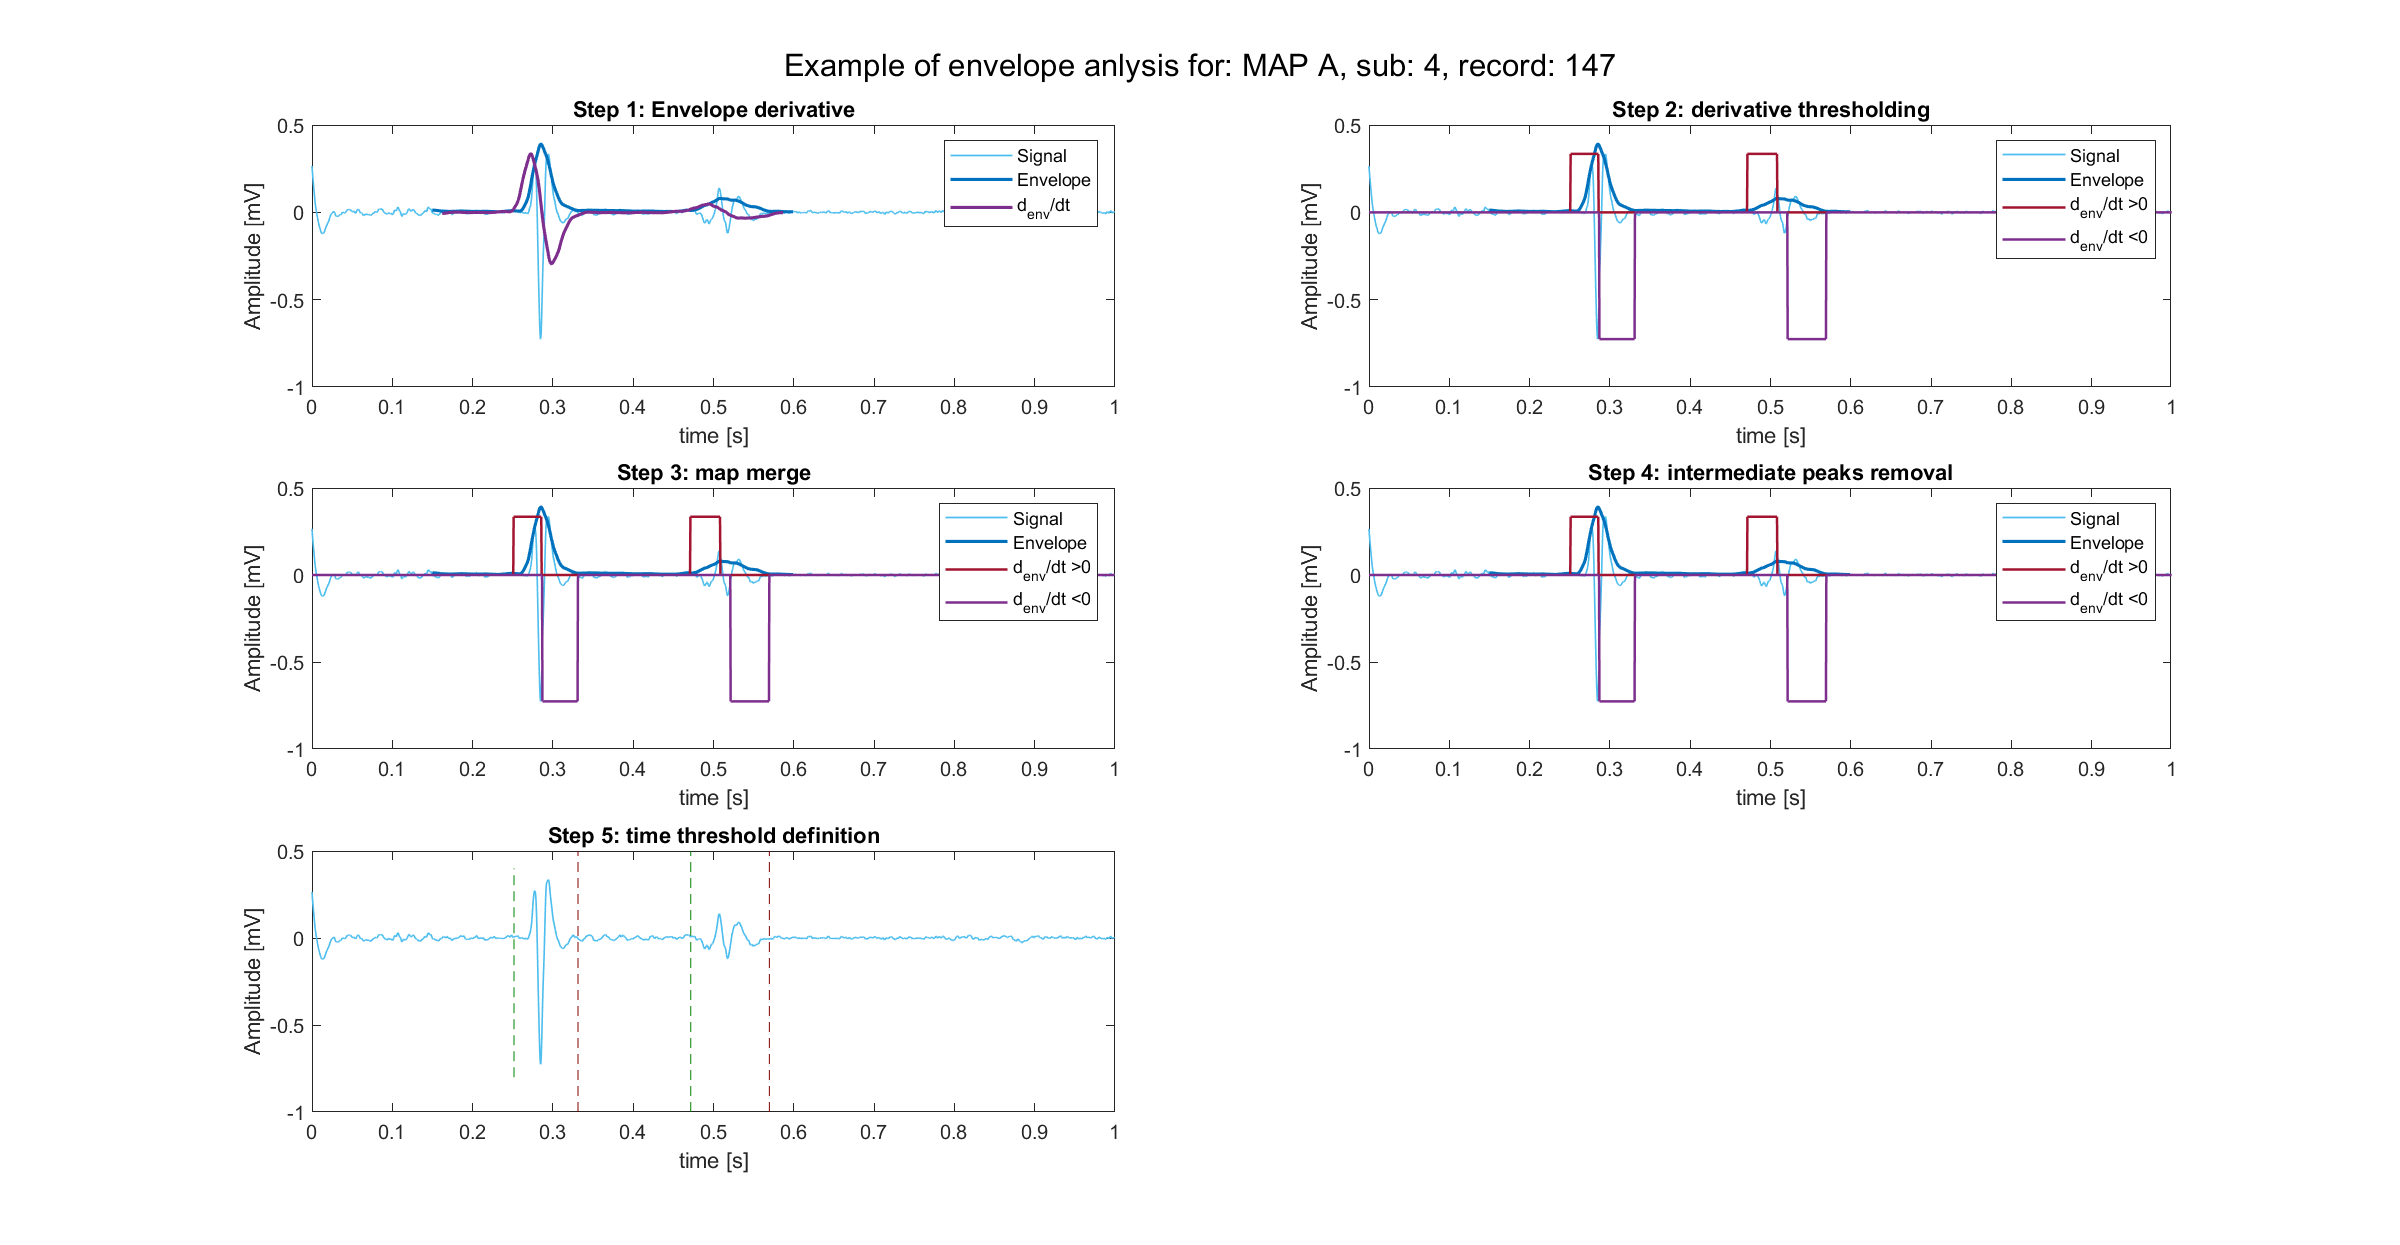 Example of envelope anlysis for: MAP A, sub: 4, record: 147
Step 1: Envelope derivative
0.5
0
-0.5
-1
Amplitude [mV]
0 0.1 0.2 0.3 0.4 0.5 0.6 0.7 0.8 0.9 1
time [s]
Signal
Envelope
d_env/dt
Step 2: derivative thresholding
0.5
0
-0.5
-1
Amplitude [mV]
0 0.1 0.2 0.3 0.4 0.5 0.6 0.7 0.8 0.9 1
time [s]
Signal
Envelope
d_env/dt >0
d_env/dt <0
Step 3: map merge
0.5
0
-0.5
-1
Amplitude [mV]
0 0.1 0.2 0.3 0.4 0.5 0.6 0.7 0.8 0.9 1
time [s]
Signal
Envelope
d_env/dt >0
d_env/dt <0
Step 4: intermediate peaks removal
0.5
0
-0.5
-1
Amplitude [mV]
0 0.1 0.2 0.3 0.4 0.5 0.6 0.7 0.8 0.9 1
time [s]
Signal
Envelope
d_env/dt >0
d_env/dt <0
Step 5: time threshold definition
0.5
0
-0.5
-1
Amplitude [mV]
0 0.1 0.2 0.3 0.4 0.5 0.6 0.7 0.8 0.9 1
time [s]